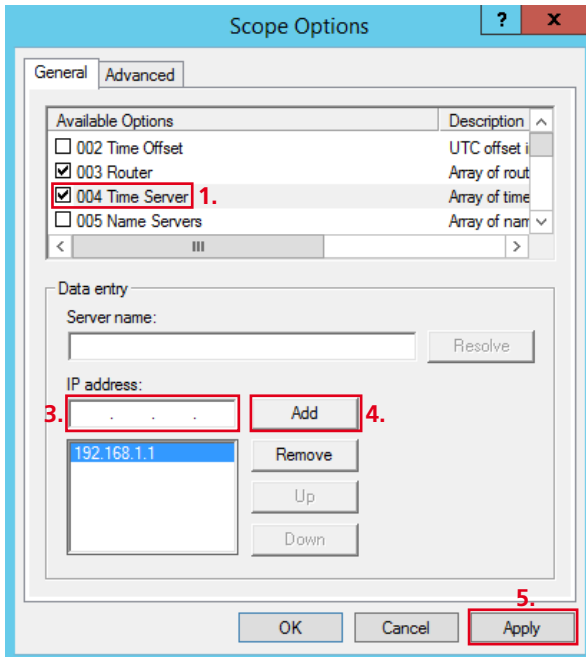 Scope Options
? x
General Advanced
Available Options Description
002 Time Offset UTC offset i
003 Router Array of rout
004 Time Server 1. Array of time
005 Name Servers Array of nam
Data entry
Server name:
Resolve
IP address:
3. . . . Add 4.
192.168.1.1 Remove
Up
Down
5.
OK Cancel Apply